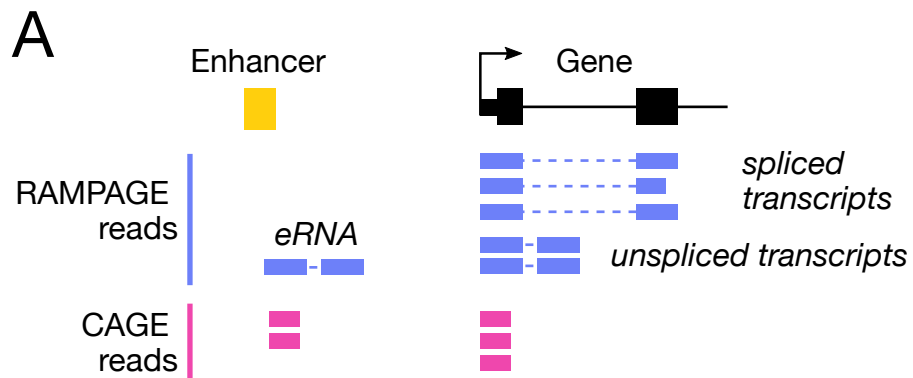 A
Enhancer
Gene
RAMPAGE
reads
spliced
transcripts
eRNA
unspliced transcripts
CAGE
reads